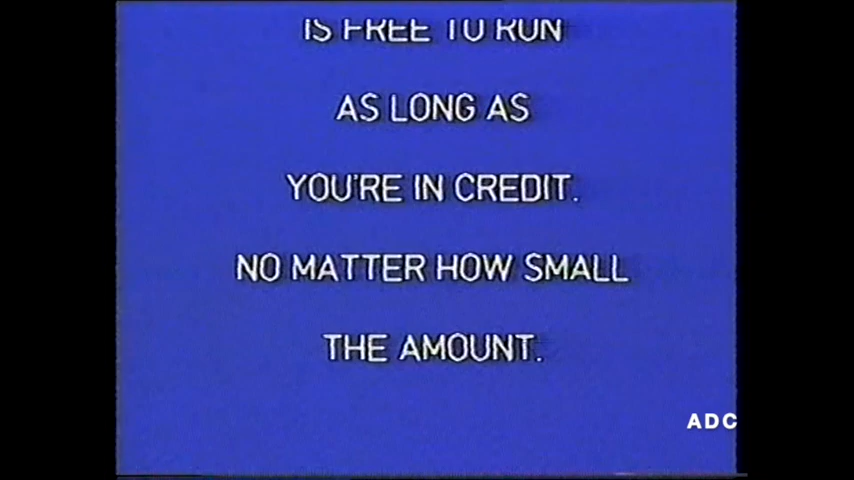 IS FREE TO RUN
AS LONG AS
YOU'RE IN CREDIT.
NO MATTER HOW SMALL
THE AMOUNT.
ADC